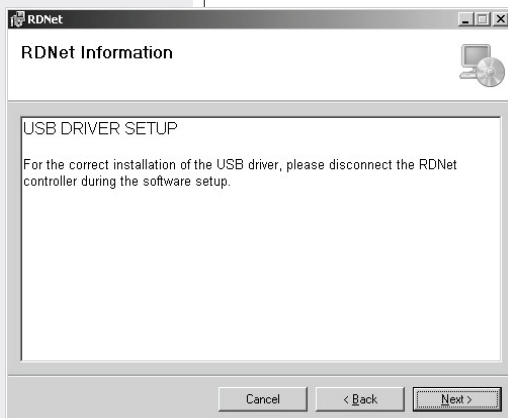 RDNet
RDNet Information
USB DRIVER SETUP
For the correct installation of the USB driver, please disconnect the RDNet
controller during the software setup.
Cancel
< Back
Next >